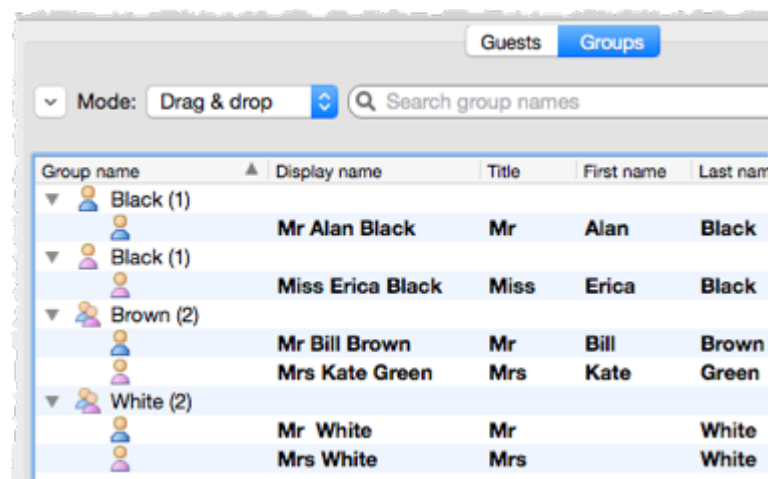 Guests Groups
Mode: Drag & drop Search group names
Group name Display name Title First name Last nam
Black (1)
Mr Alan Black Mr Alan Black
Black (1)
Miss Erica Black Miss Erica Black
Brown (2)
Mr Bill Brown Mr Bill Brown
Mrs Kate Green Mrs Kate Green
White (2)
Mr White Mr White
Mrs White Mrs White